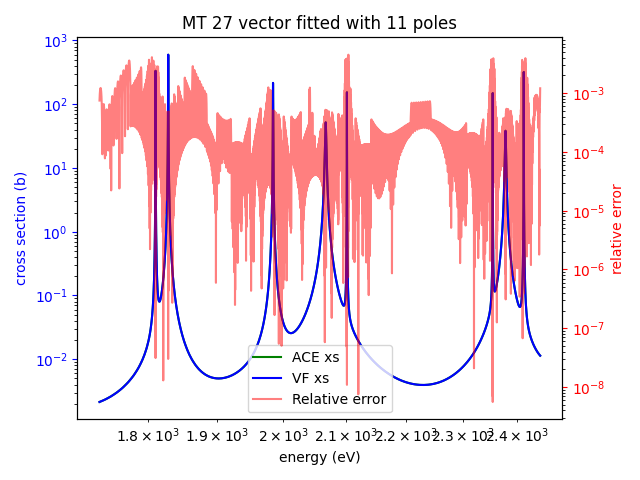 MT 27 vector fitted with 11 poles
cross section (b)
10³
10²
10¹
10⁰
10⁻¹
10⁻²
10⁻³
10⁻⁴
10⁻⁵
10⁻⁶
10⁻⁷
10⁻⁸
relative error
ACE xs
VF xs
Relative error
1.8 × 10³ 1.9 × 10³ 2 × 10³ 2.1 × 10³ 2.2 × 10³ 2.3 × 10³ 2.4 × 10³
energy (eV)